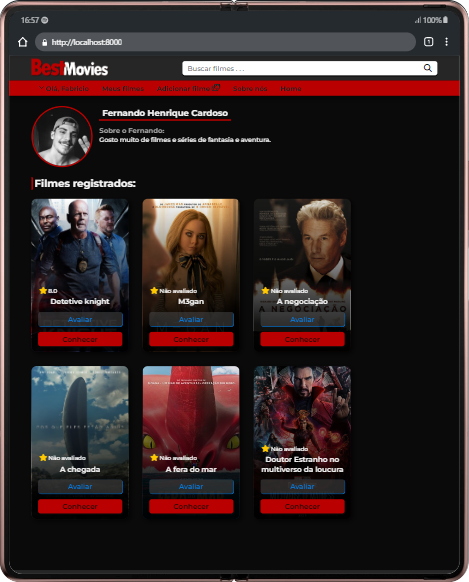 16:57
100%
http://localhost:8000
1
BestMovies
Buscar filmes . . .
Meus filmes
Adicionar filme
Sobre nós
Home
Fernando Henrique Cardoso
Sobre o Fernando:
Gosto muito de filmes e séries de fantasia e aventura.
Filmes registrados:
8.0
Detetive knight
Avaliar
Conhecer
Não avaliado
M3gan
Avaliar
Conhecer
Não avaliado
A negociação
A NEGOCIAÇÃO
Avaliar
Conhecer
Não avaliado
A chegada
Avaliar
Conhecer
Não avaliado
A fera do mar
Avaliar
Conhecer
Não avaliado
Doutor Estranho no
multiverso da loucura
Avaliar
Conhecer